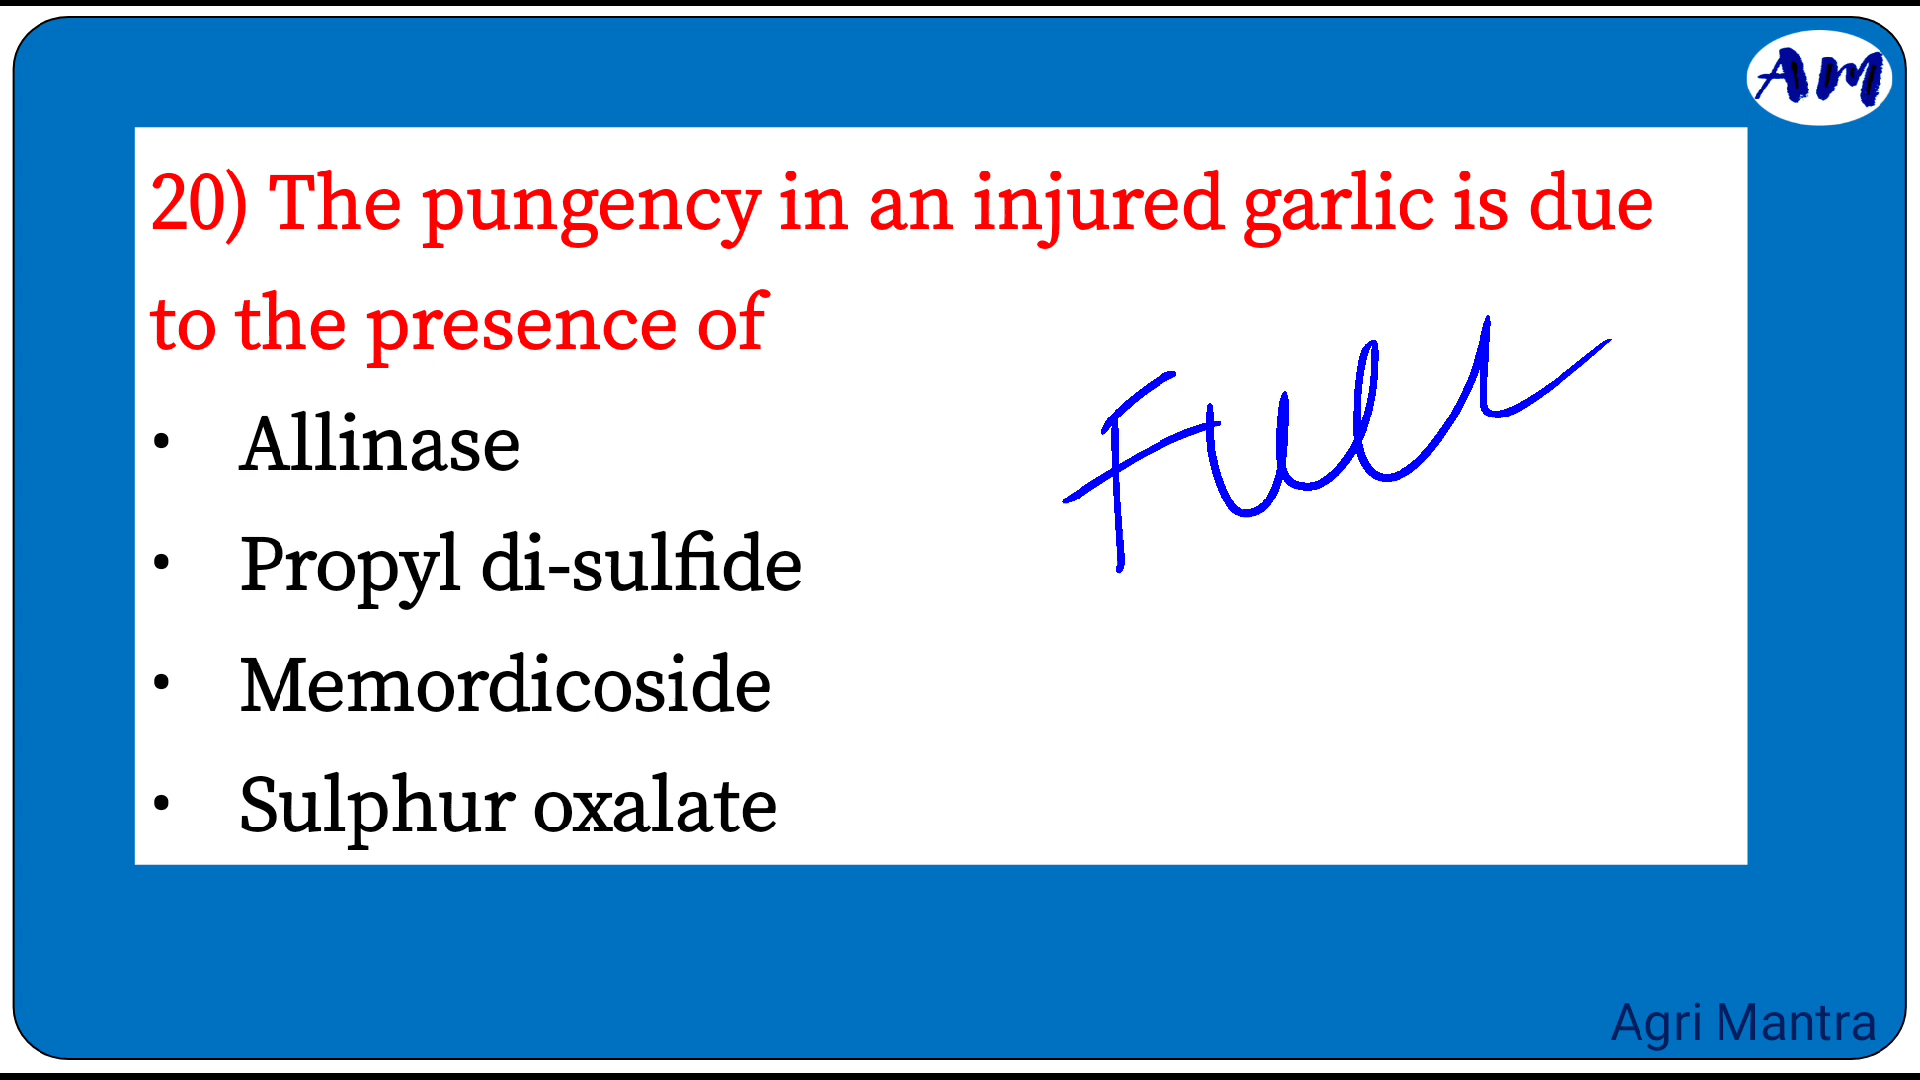 AM
20) The pungency in an injured garlic is due
to the presence of
Full
• Allinase
• Propyl di-sulfide
• Memordicoside
• Sulphur oxalate
Agri Mantra